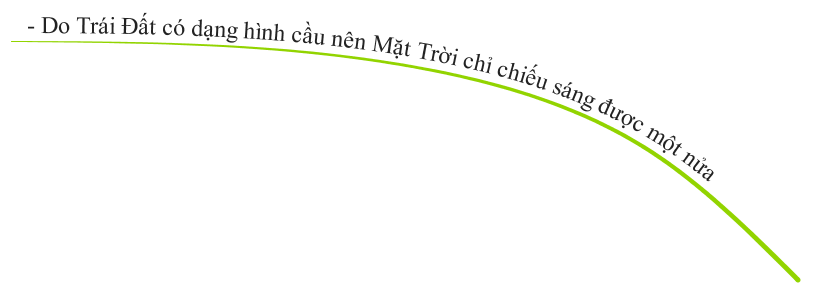 - Do Trái Đất có dạng hình cầu nên Mặt Trời chỉ chiếu sáng được một nửa